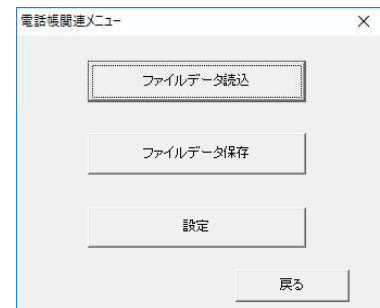 電話帳関連メニュー
ファイルデータ読込
ファイルデータ保存
設定
戻る